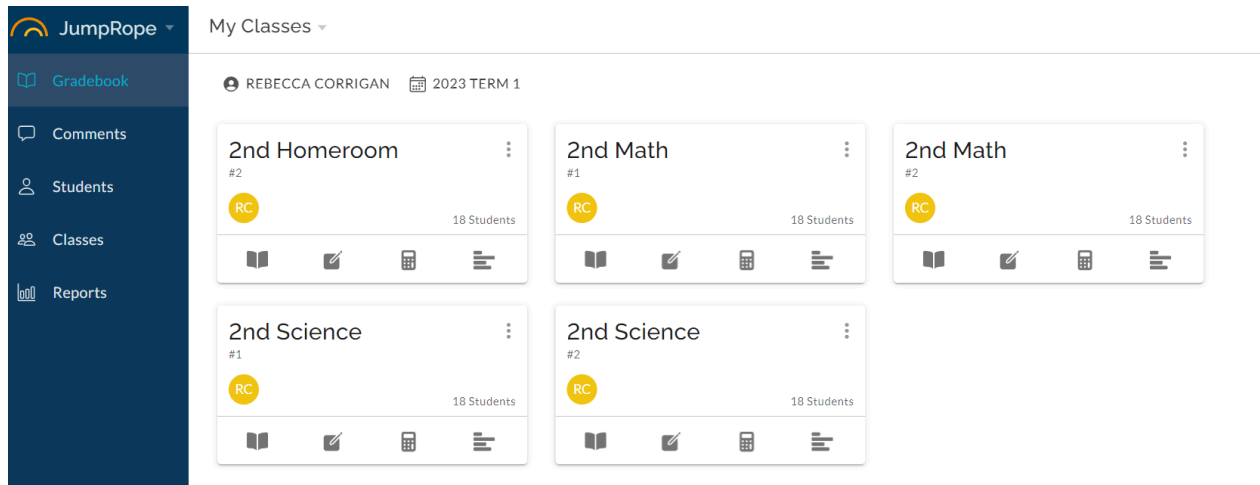 JumpRope
My Classes
Gradebook
Comments
Students
Classes
Reports
REBECCA CORRIGAN 2023 TERM 1
2nd Homeroom
#2
RC
18 Students
2nd Math
#1
RC
18 Students
2nd Math
#2
RC
18 Students
2nd Science
#1
RC
18 Students
2nd Science
#2
RC
18 Students